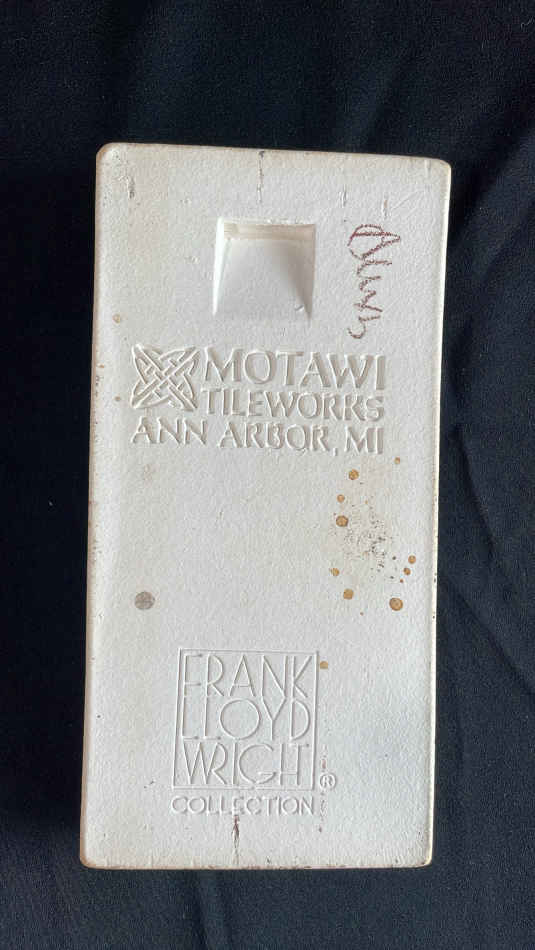 MOTAWI
TILEWORKS
ANN ARBOR, MI
FRANK
LLOYD
WRIGHT®
COLLECTION